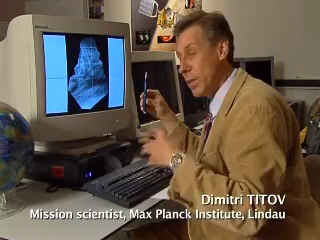 Dimitri TITOV
Mission scientist, Max Planck Institute, Lindau